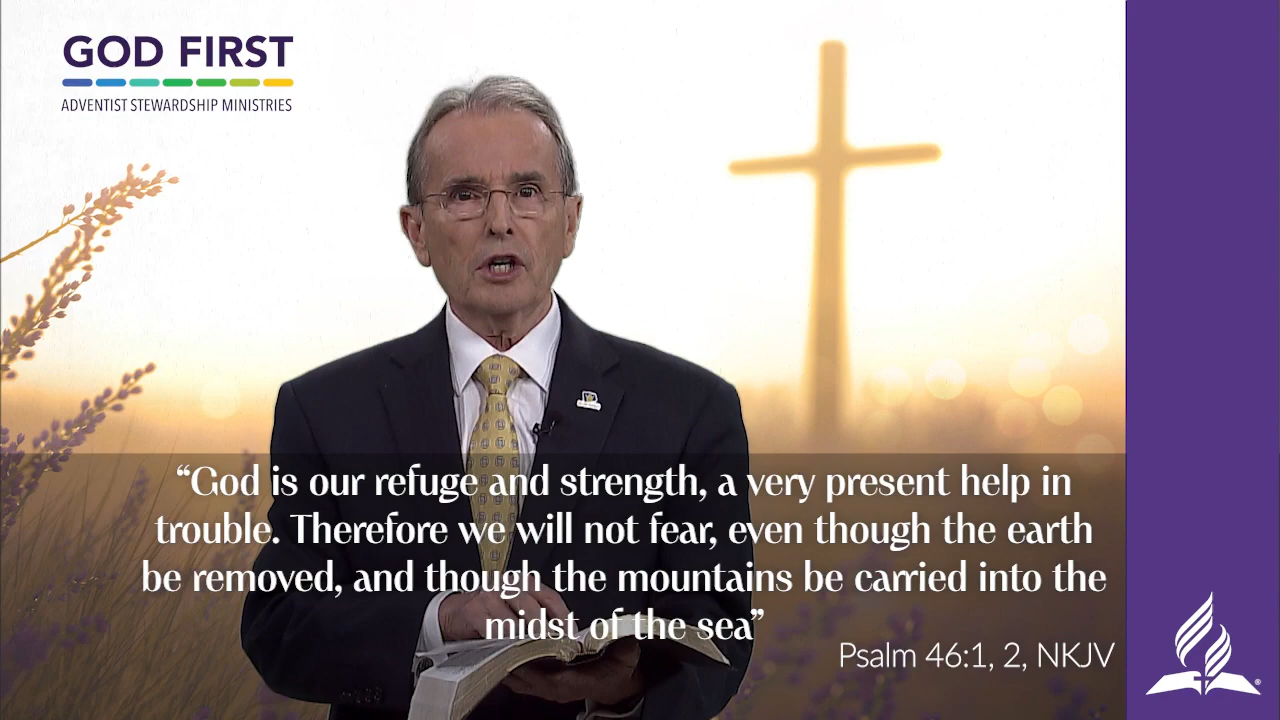 GOD FIRST
ADVENTIST STEWARDSHIP MINISTRIES
“God is our refuge and strength, a very present help in
trouble. Therefore we will not fear, even though the earth
be removed, and though the mountains be carried into the
midst of the sea”
Psalm 46:1, 2, NKJV